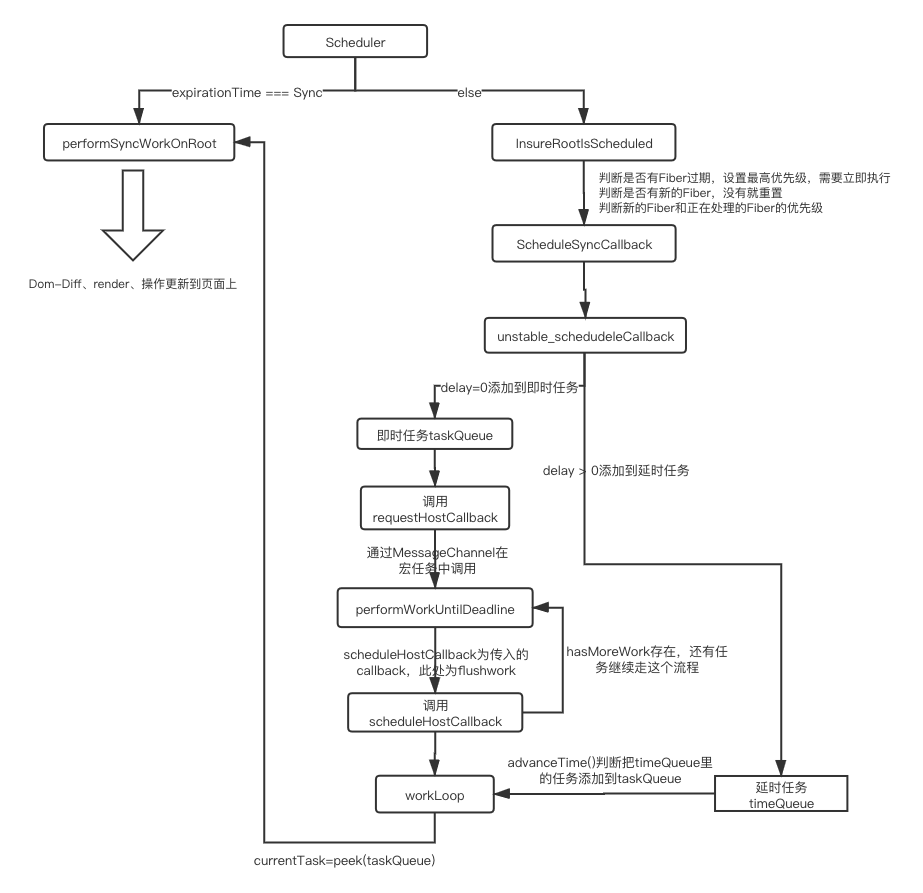 Scheduler
expirationTime === Sync
else
performSyncWorkOnRoot
InsureRootIsScheduled
判断是否有Fiber过期，设置最高优先级，需要立即执行
判断是否有新的Fiber，没有就重置
判断新的Fiber和正在处理的Fiber的优先级
ScheduleSyncCallback
Dom-Diff、render、操作更新到页面上
unstable_schedudeleCallback
delay=0添加到即时任务
即时任务taskQueue
delay > 0添加到延时任务
调用
requestHostCallback
通过MessageChannel在
宏任务中调用
performWorkUntilDeadline
scheduleHostCallback为传入的
callback，此处为flushwork
hasMoreWork存在，还有任
务继续走这个流程
调用
scheduleHostCallback
advanceTime()判断把timeQueue里
的任务添加到taskQueue
workLoop
延时任务
timeQueue
currentTask=peek(taskQueue)